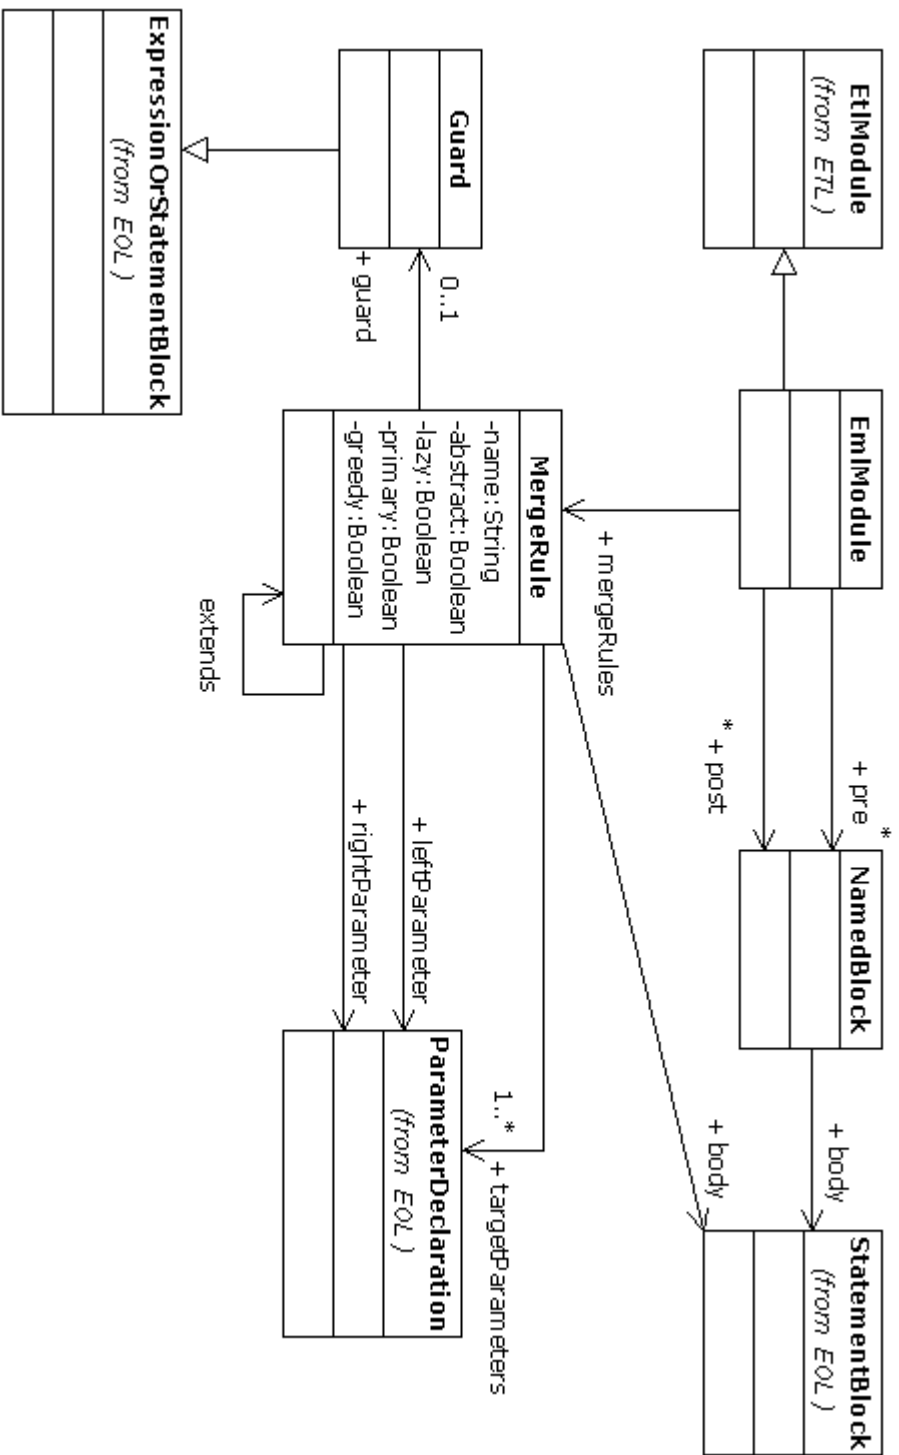 EtlModule
(from ETL)
EmlModule
+ pre
*
* + post
NamedBlock
+ body
StatementBlock
(from EOL)
+ mergeRules
+ body
Guard
0..1
+ guard
MergeRule
-name:String
-abstract:Boolean
-lazy:Boolean
-primary:Boolean
-greedy:Boolean
extends
1..*
+ targetParameters
+ leftParameter
+ rightParameter
ParameterDeclaration
(from EOL)
ExpressionOrStatementBlock
(from EOL)